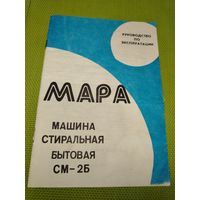 РУКОВОДСТВО
ПО
ЭКСПЛУАТАЦИИ
МАРА
МАШИНА
СТИРАЛЬНАЯ
БЫТОВАЯ
СМ-2Б